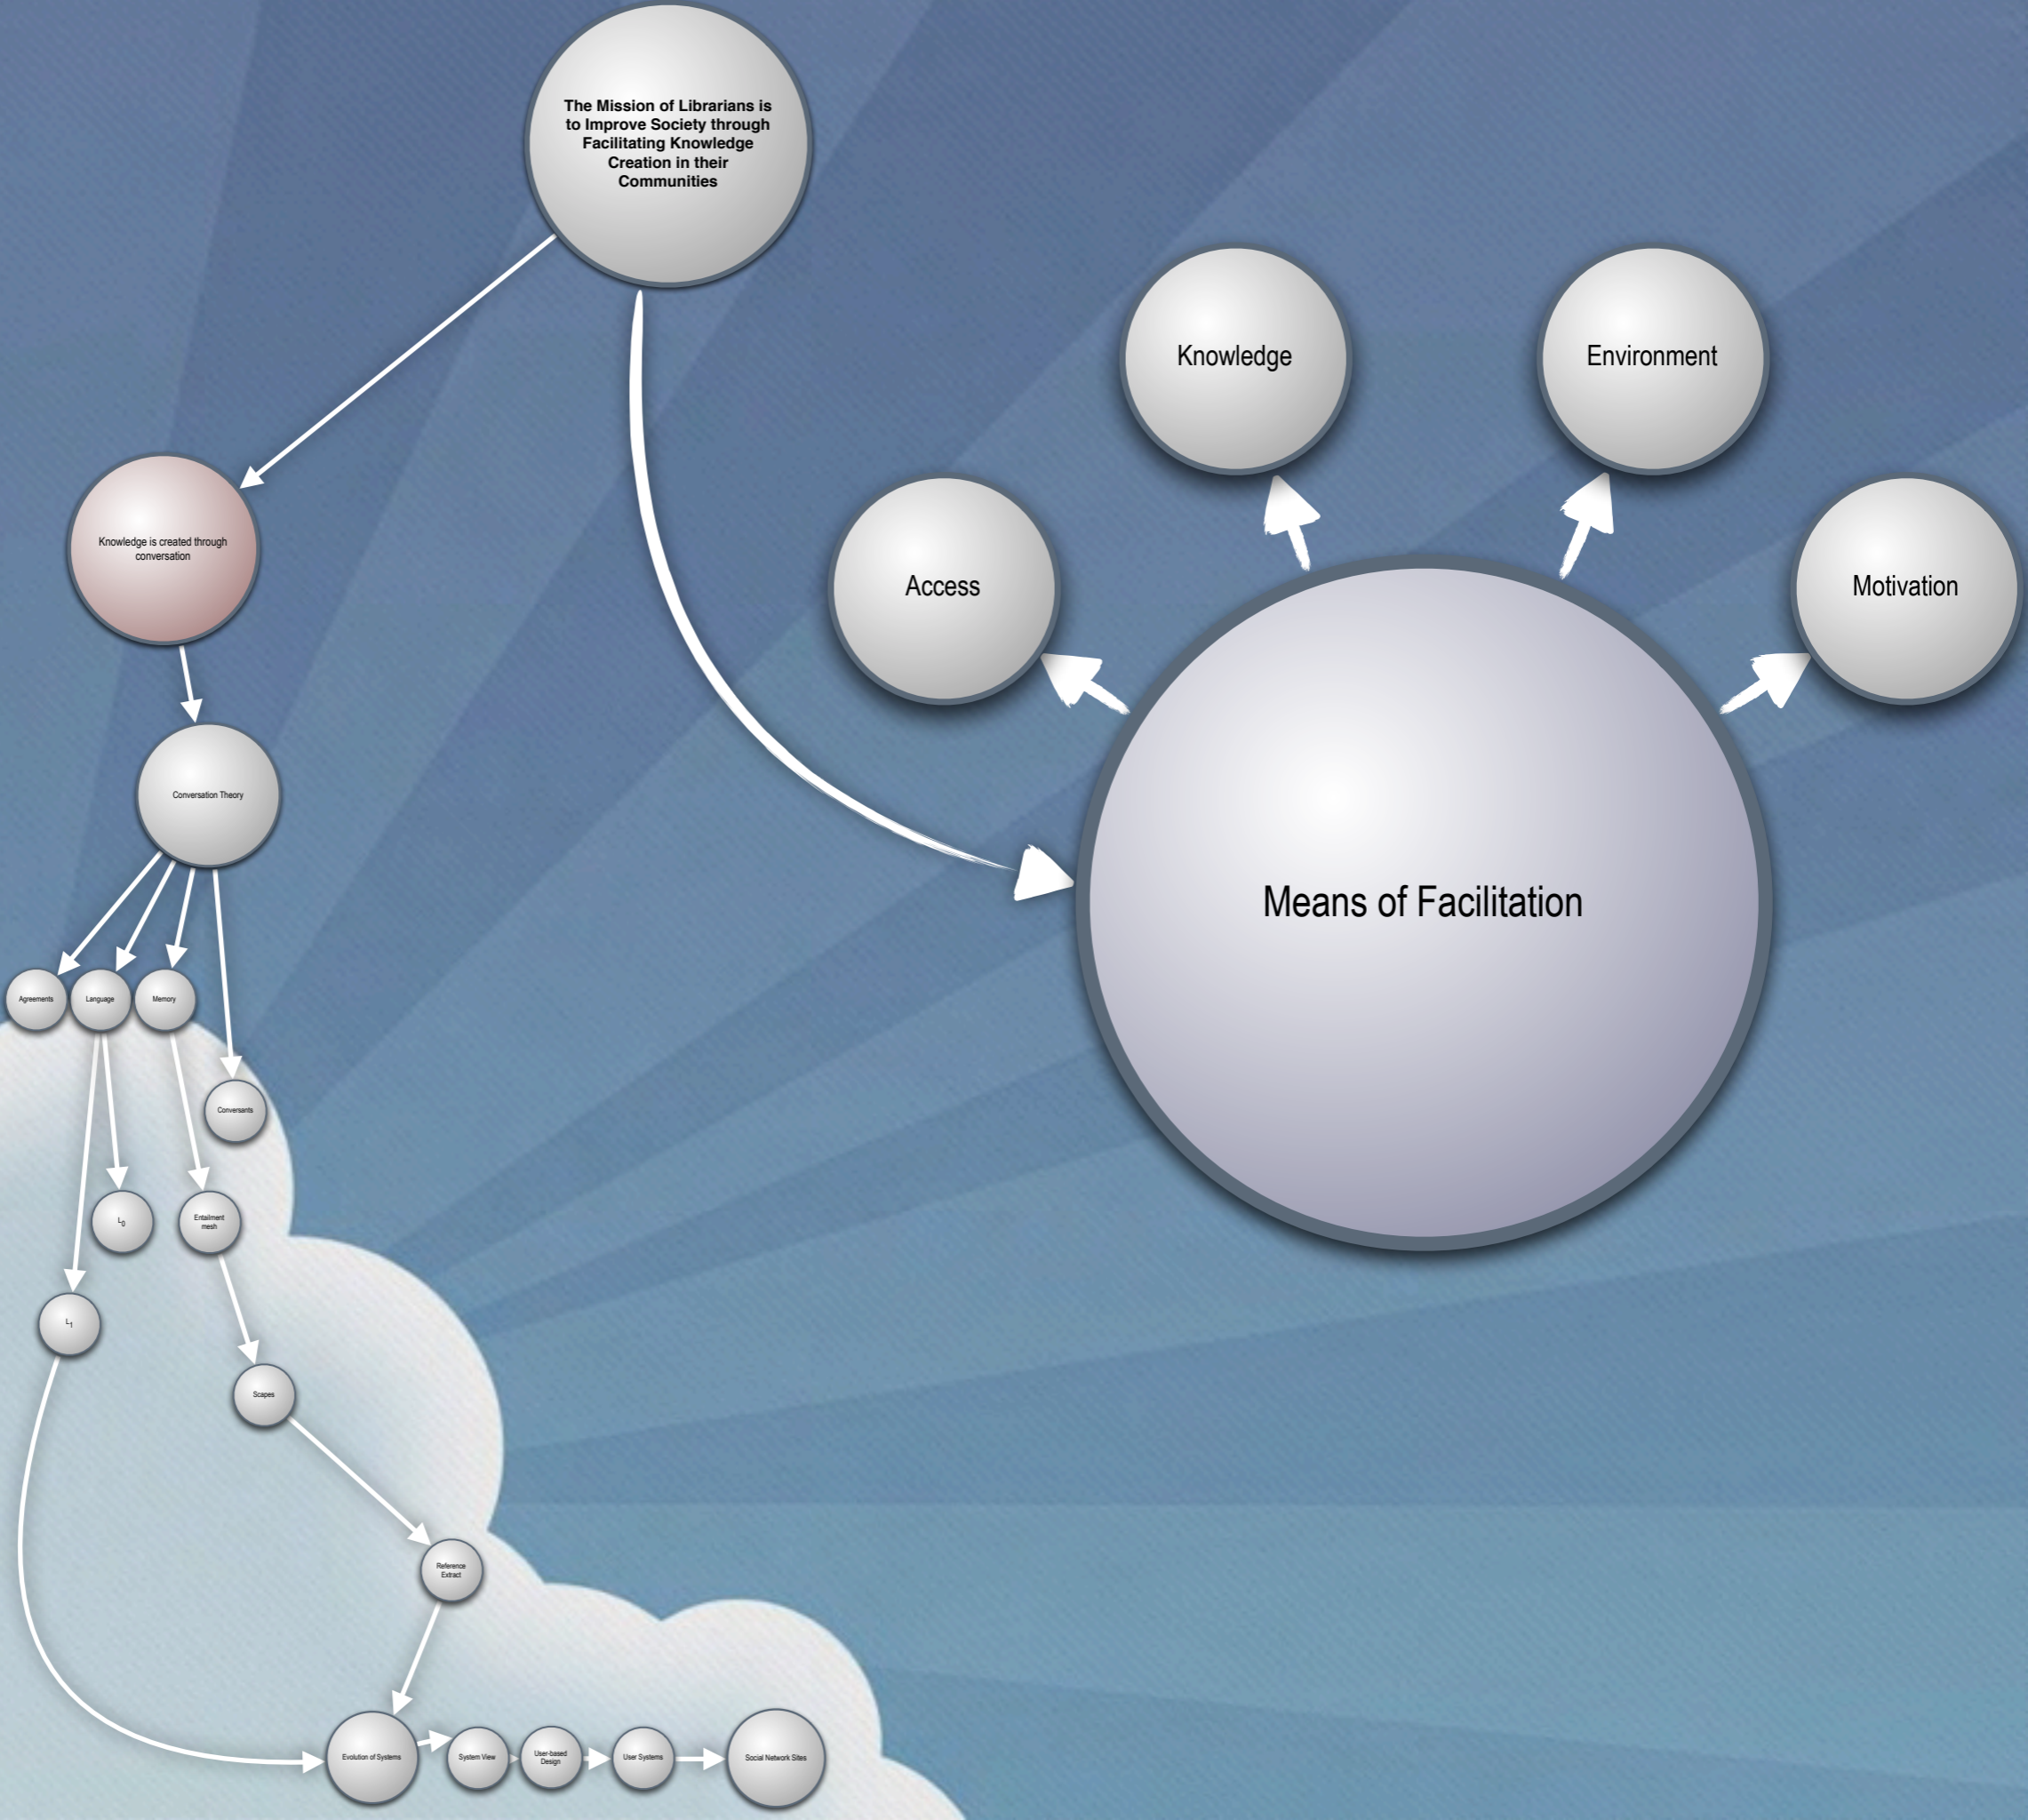 The Mission of Librarians is
to Improve Society through
Facilitating Knowledge
Creation in their
Communities
Knowledge
Environment
Knowledge is created through
conversation
Access
Motivation
Conversation Theory
Means of Facilitation
Agreements
Language
Memory
Conversants
L0
Entailment
mesh
L1
Scapes
Reference
Extract
Evolution of Systems
System View
User-based
Design
User Systems
Social Network Sites